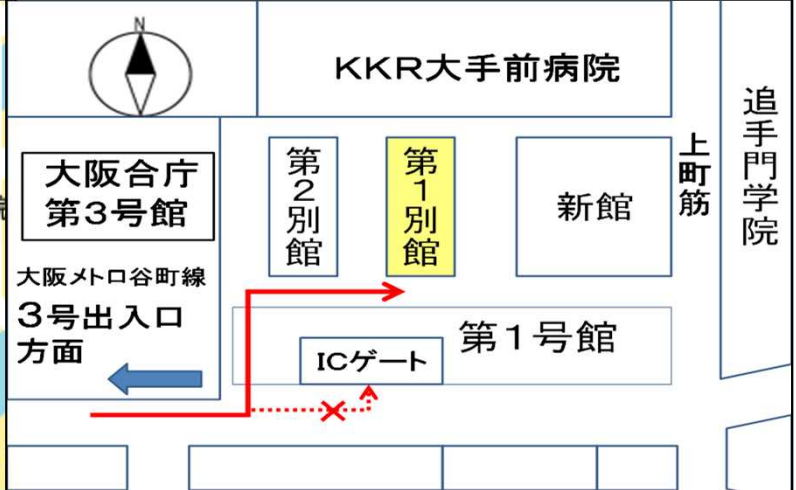 N
KKR大手前病院
追手門学院
上町筋
大阪合庁
第3号館
第2別館
第1別館
新館
大阪メトロ谷町線
3号出入口
方面
第1号館
ICゲート